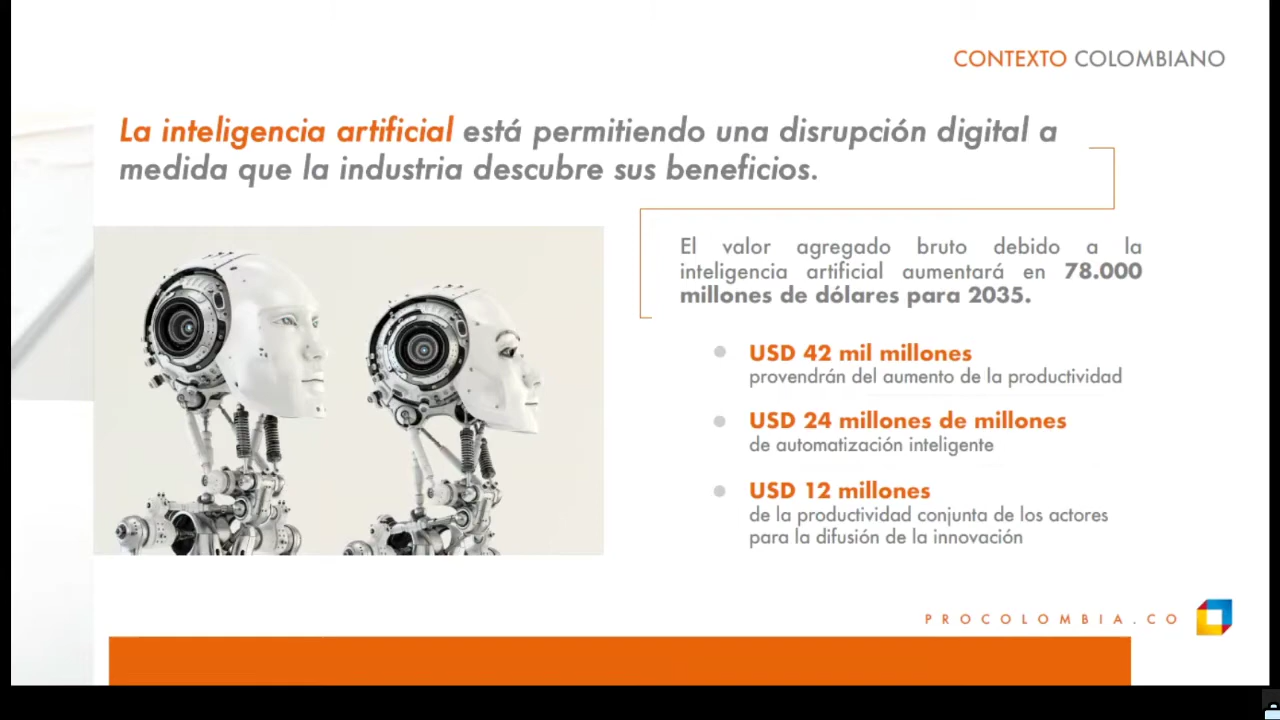 CONTEXTO COLOMBIANO
La inteligencia artificial está permitiendo una disrupción digital a
medida que la industria descubre sus beneficios.
El valor agregado bruto debido a la
inteligencia artificial aumentará en 78.000
millones de dólares para 2035.
USD 42 mil millones
provendrán del aumento de la productividad
USD 24 millones de millones
de automatización inteligente
USD 12 millones
de la productividad conjunta de los actores
para la difusión de la innovación
PROCOLOMBIA.CO